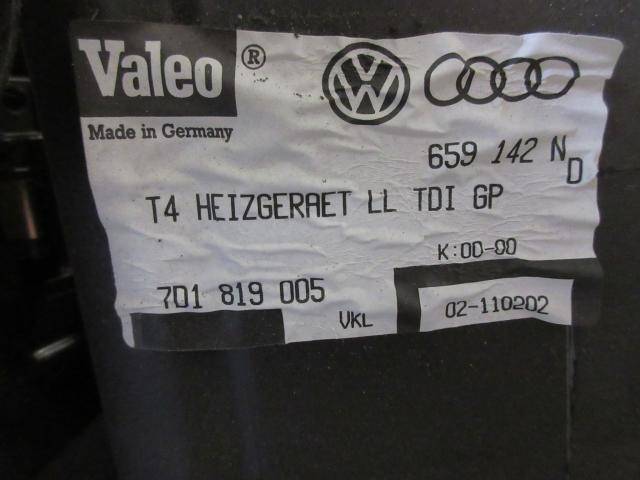 Valeo ®
VW
Made in Germany
659 142 N
D
T4 HEIZGERAET LL TDI GP
K:00-00
7D1 819 005
VKL
02-110202